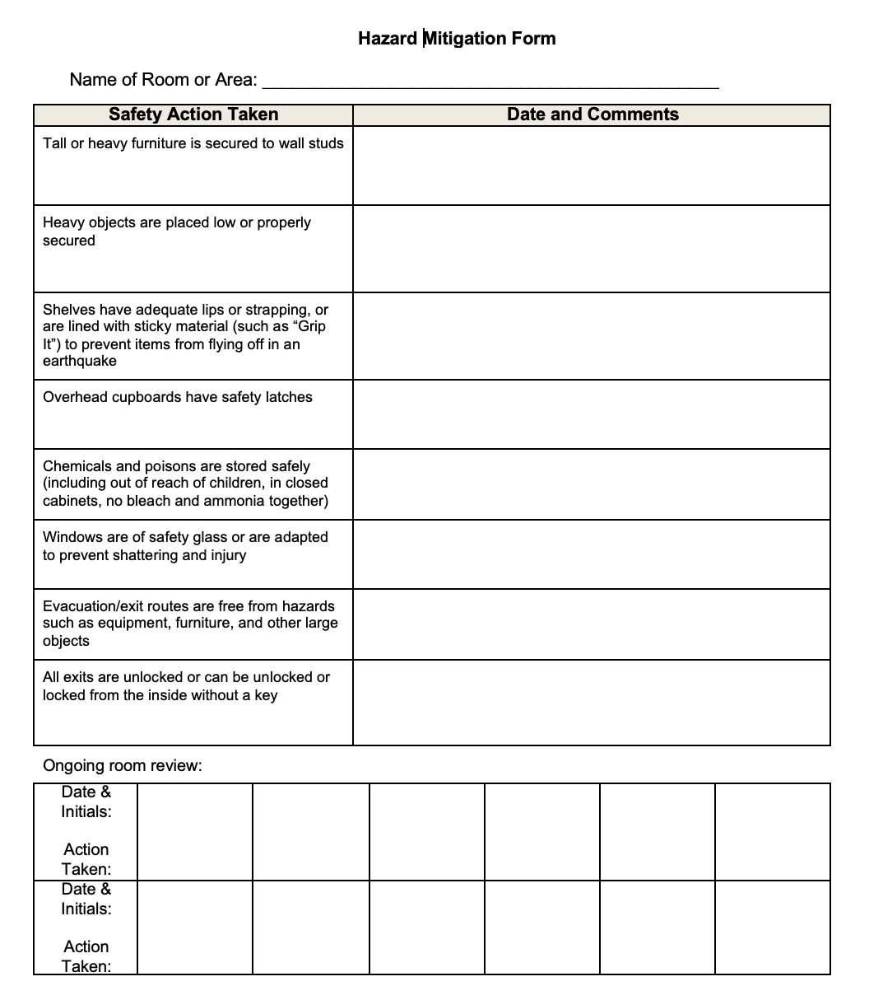 Hazard Mitigation Form
Name of Room or Area: ______________________________________________
Safety Action Taken
Date and Comments
Tall or heavy furniture is secured to wall studs
Heavy objects are placed low or properly
secured
Shelves have adequate lips or strapping, or
are lined with sticky material (such as “Grip
It”) to prevent items from flying off in an
earthquake
Overhead cupboards have safety latches
Chemicals and poisons are stored safely
(including out of reach of children, in closed
cabinets, no bleach and ammonia together)
Windows are of safety glass or are adapted
to prevent shattering and injury
Evacuation/exit routes are free from hazards
such as equipment, furniture, and other large
objects
All exits are unlocked or can be unlocked or
locked from the inside without a key
Ongoing room review:
Date &
Initials:
Action
Taken:
Date &
Initials:
Action
Taken: